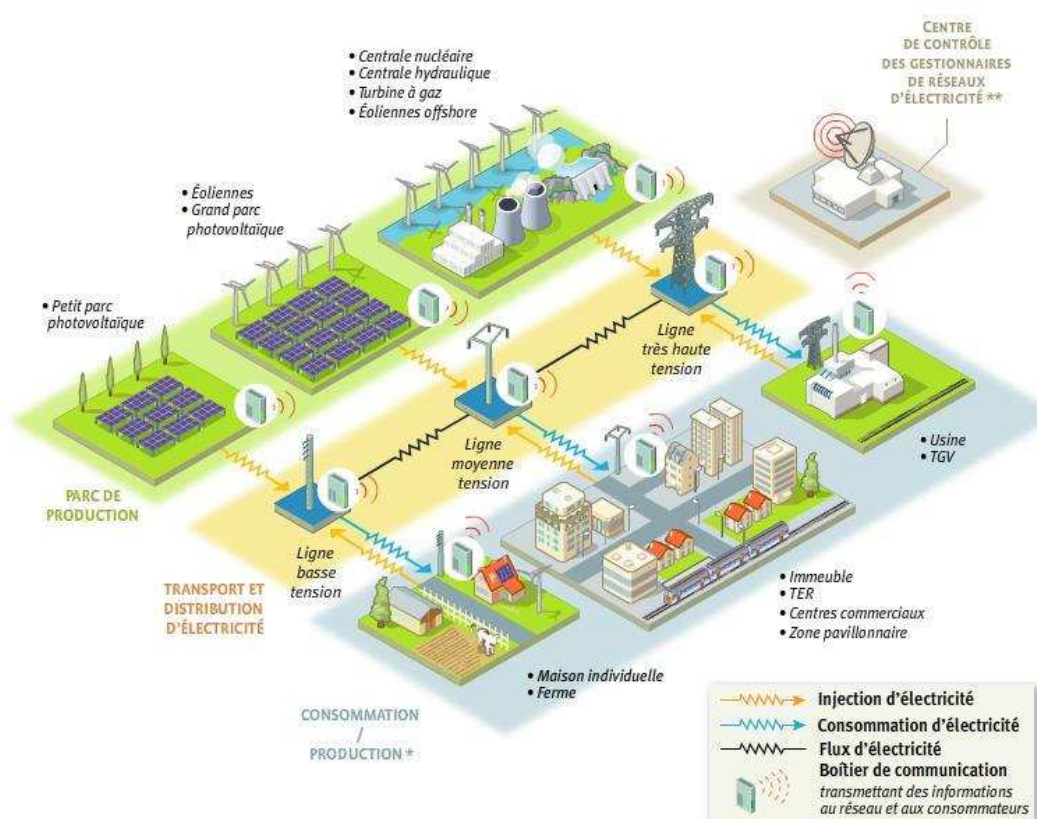 CENTRE
DE CONTRÔLE
DES GESTIONNAIRES
DE RÉSEAUX
D'ÉLECTRICITÉ **
• Centrale nucléaire
• Centrale hydraulique
• Turbine à gaz
• Éoliennes offshore
• Éoliennes
• Grand parc
photovoltaïque
• Petit parc
photovoltaïque
Ligne
très haute
tension
Ligne
moyenne
tension
Ligne
basse
tension
• Usine
• TGV
PARC DE
PRODUCTION
TRANSPORT ET
DISTRIBUTION
D'ÉLECTRICITÉ
• Immeuble
• TER
• Centres commerciaux
• Zone pavillonnaire
• Maison individuelle
• Ferme
CONSOMMATION
/
PRODUCTION *
Injection d'électricité
Consommation d'électricité
Flux d'électricité
Boîtier de communication
transmettant des informations
au réseau et aux consommateurs